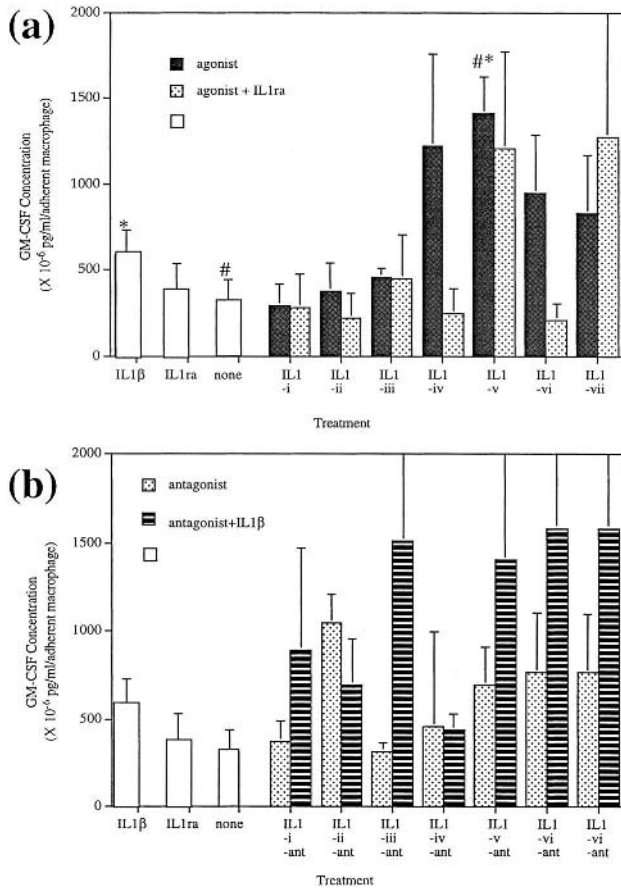 (a)
2000
1500
1000
500
0
GM-CSF Concentration
(X 10⁻⁶ pg/ml/adherent macrophage)
agonist
agonist + IL1ra
*
#
#*
IL1β IL1ra none IL1 IL1 IL1 IL1 IL1 IL1 IL1
-i -ii -iii -iv -v -vi -vii
Treatment
(b)
2000
1500
1000
500
0
GM-CSF Concentration
(X 10⁻⁶ pg/ml/adherent macrophage)
antagonist
antagonist+IL1β
IL1β IL1ra none IL1 IL1 IL1 IL1 IL1 IL1 IL1
-i -ii -iii -iv -v -vi -vi
-ant -ant -ant -ant -ant -ant -ant
Treatment